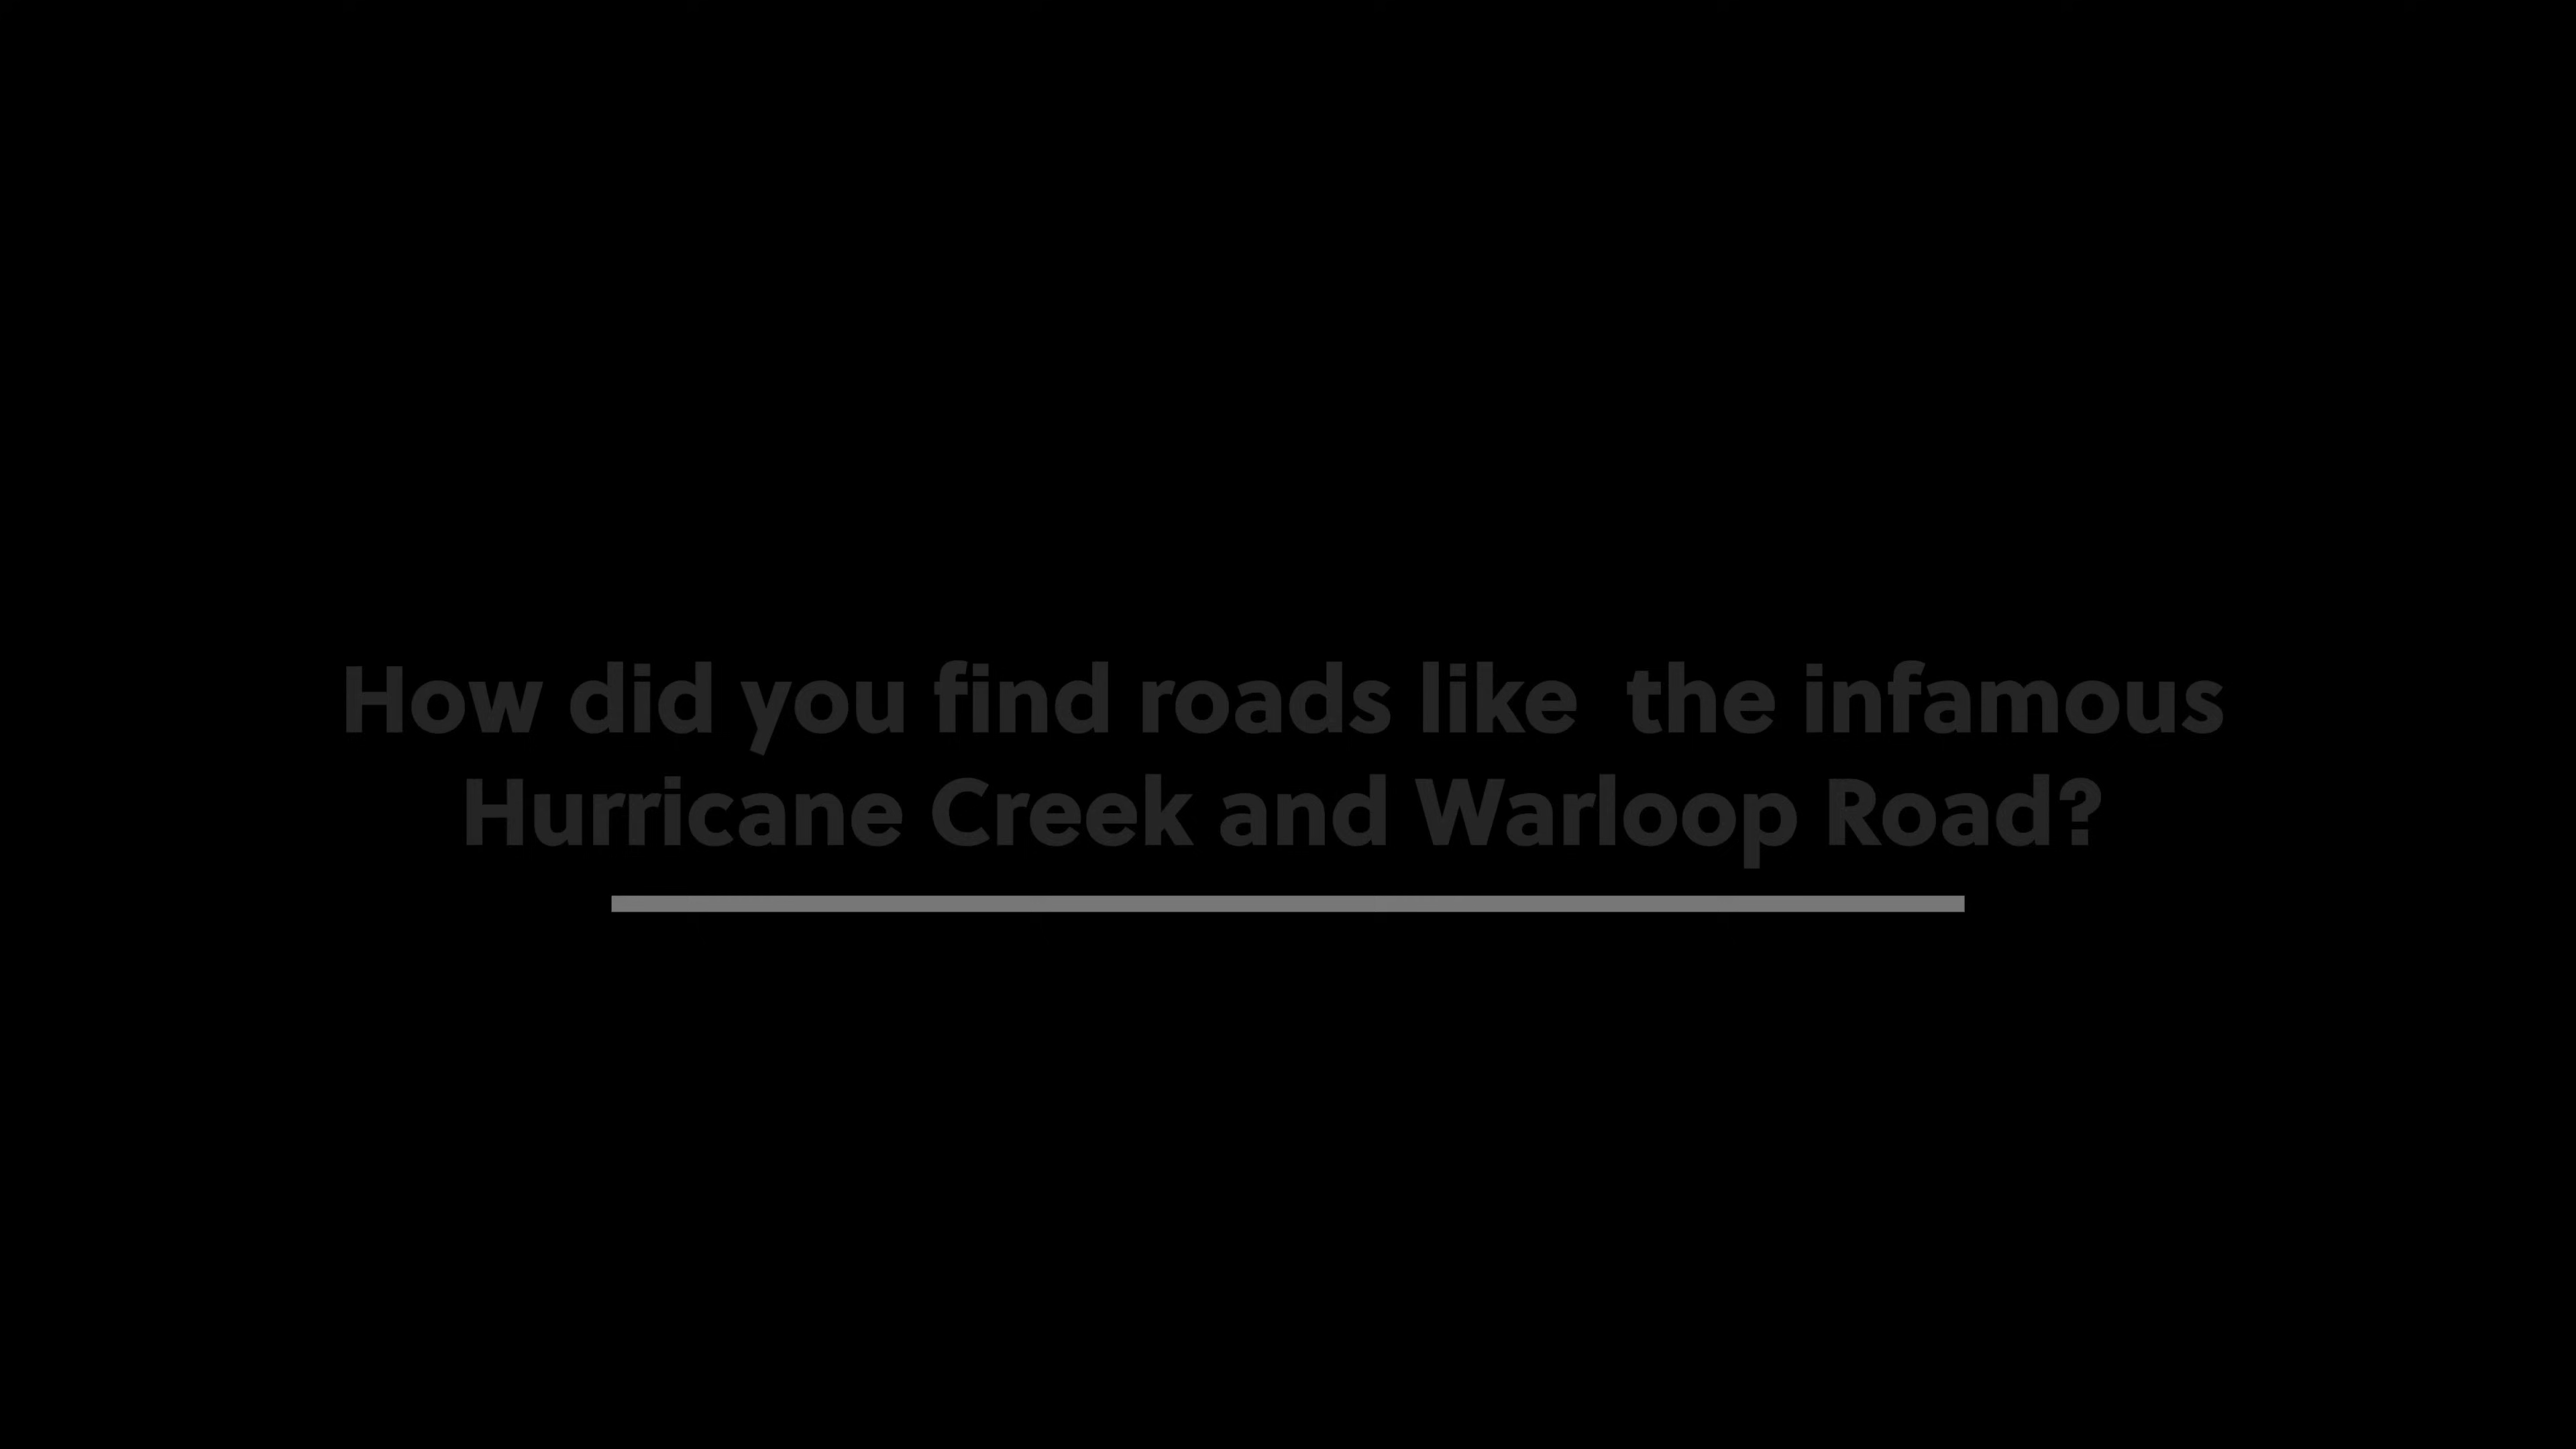 How did you find roads like  the infamous
Hurricane Creek and Warloop Road?